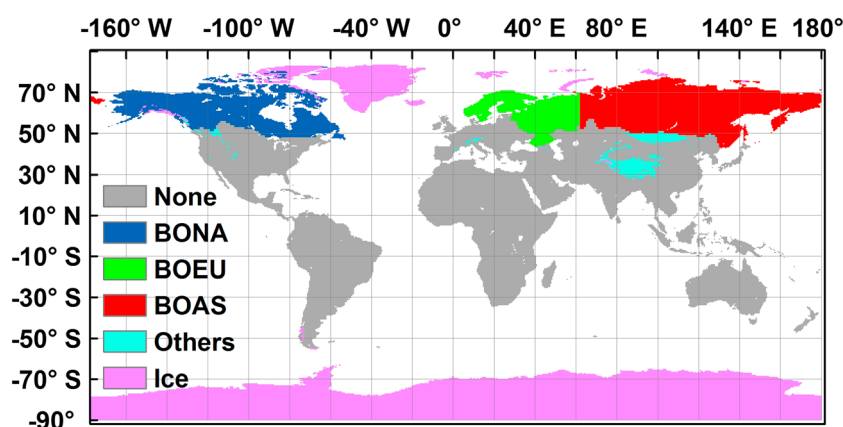 -160° W -100° W -40° W 0° 40° E 80° E 140° E 180°
70° N
50° N
30° N
10° N
-10° S
-30° S
-50° S
-70° S
-90°
None
BONA
BOEU
BOAS
Others
Ice